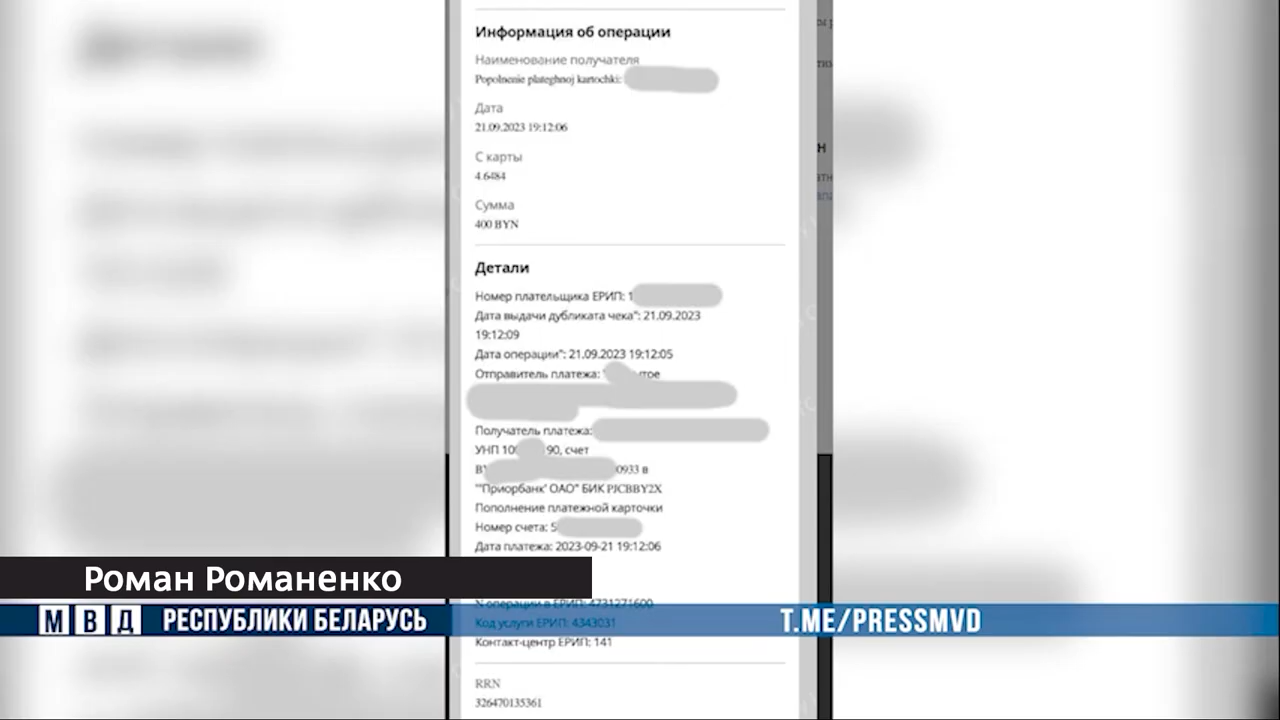 Информация об операции
Наименование получателя
Popolnenie plateghnoj kartochki:
Дата
21.09.2023 19:12:06
С карты
4.6484
Сумма
400 BYN
Детали
Номер плательщика ЕРИП: 1
Дата выдачи дубликата чека": 21.09.2023
19:12:09
Дата операции": 21.09.2023 19:12:05
Отправитель платежа:
Получатель платежа:
УНП 10 90, счет
BY 0933 в
"'Приорбанк' ОАО" БИК PJCBBY2X
Пополнение платежной карточки
Номер счета: 5
Дата платежа: 2023-09-21 19:12:06
Роман Романенко
N операции в ЕРИП: 4731271600
МВД РЕСПУБЛИКИ БЕЛАРУСЬ
T.ME/PRESSMVD
Код услуги ЕРИП: 4343031
Контакт-центр ЕРИП: 141
RRN
326470135361